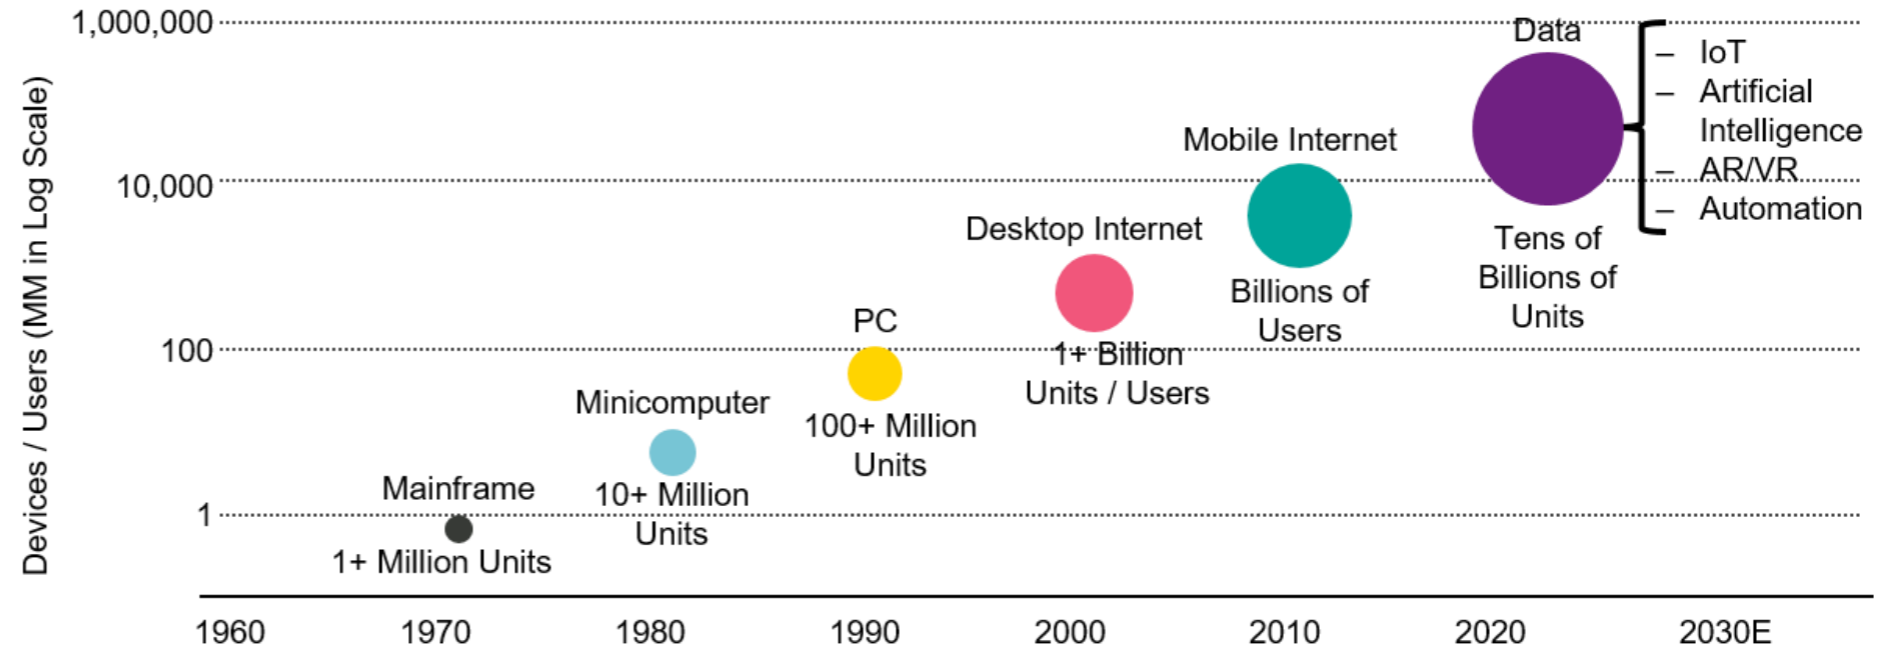 1,000,000
10,000
100
1
Devices / Users (MM in Log Scale)
Mainframe
1+ Million Units
Minicomputer
10+ Million
Units
PC
100+ Million
Units
Desktop Internet
1+ Billion
Units / Users
Mobile Internet
Billions of
Users
Data
Tens of
Billions of
Units
– IoT
– Artificial
Intelligence
– AR/VR
– Automation
1960 1970 1980 1990 2000 2010 2020 2030E